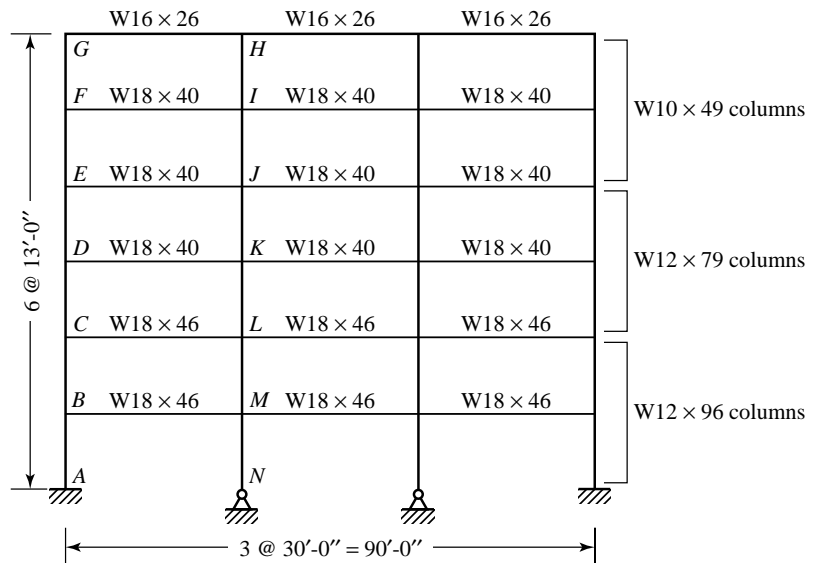 W16 × 26 W16 × 26 W16 × 26
G H
F W18 × 40 I W18 × 40 W18 × 40
W10 × 49 columns
E W18 × 40 J W18 × 40 W18 × 40
6 @ 13′-0″
D W18 × 40 K W18 × 40 W18 × 40
W12 × 79 columns
C W18 × 46 L W18 × 46 W18 × 46
B W18 × 46 M W18 × 46 W18 × 46
W12 × 96 columns
A N
3 @ 30′-0″ = 90′-0″